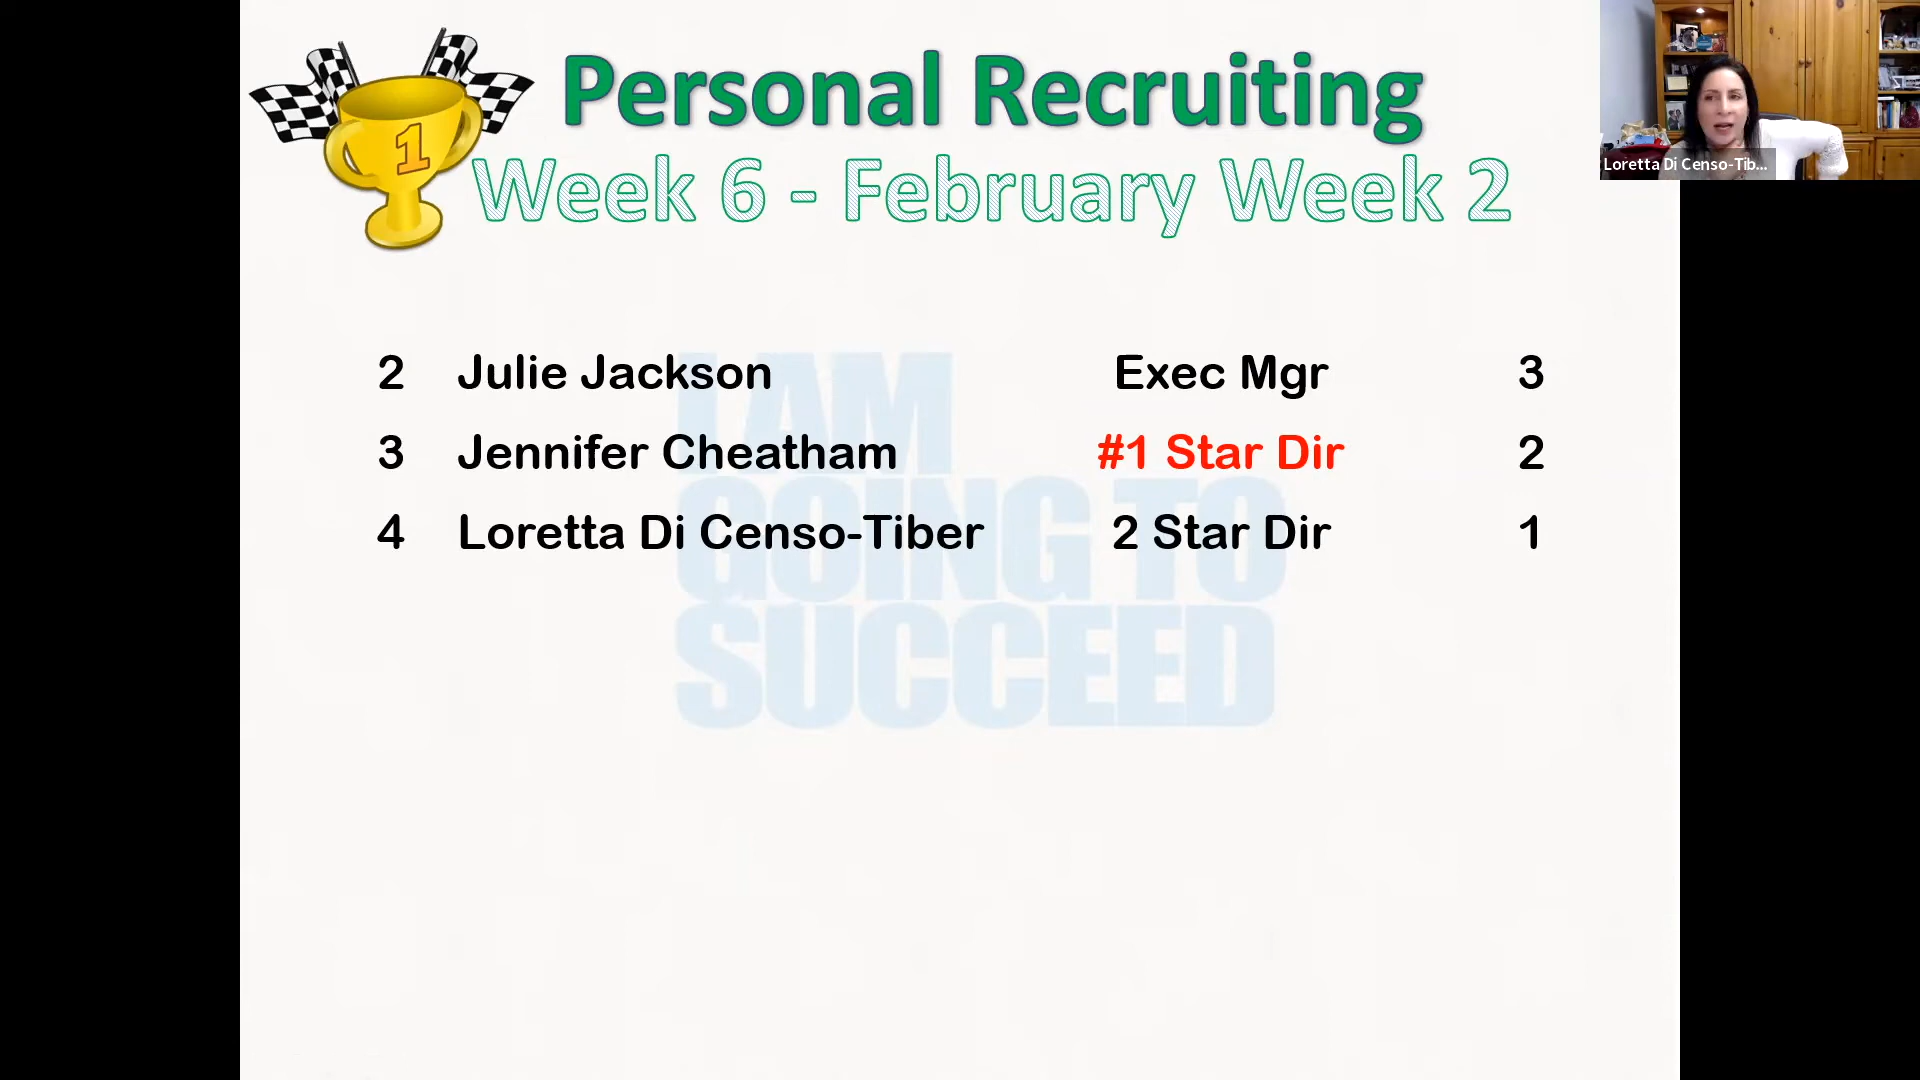 1
Personal Recruiting
Week 6 - February Week 2
Loretta Di Censo-Tib...
2 Julie Jackson Exec Mgr 3
3 Jennifer Cheatham #1 Star Dir 2
4 Loretta Di Censo-Tiber 2 Star Dir 1
I AM
GOING TO
SUCCEED